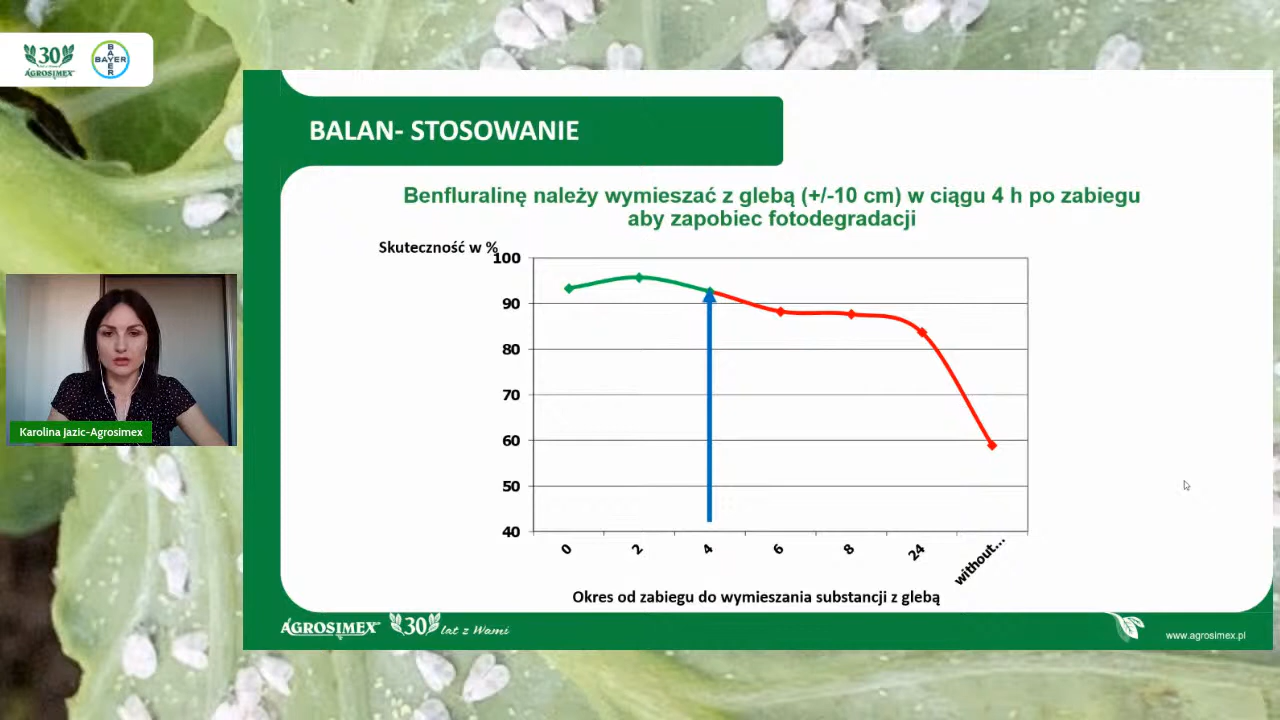 30
AGROSIMEX
BAYER
BAYER
BALAN- STOSOWANIE
Benfluralinę należy wymieszać z glebą (+/-10 cm) w ciągu 4 h po zabiegu
aby zapobiec fotodegradacji
Skuteczność w %
100
90
80
70
60
50
40
0
2
4
6
8
24
without...
Okres od zabiegu do wymieszania substancji z glebą
Karolina Jazic-Agrosimex
AGROSIMEX 30 lat z Wami
www.agrosimex.pl